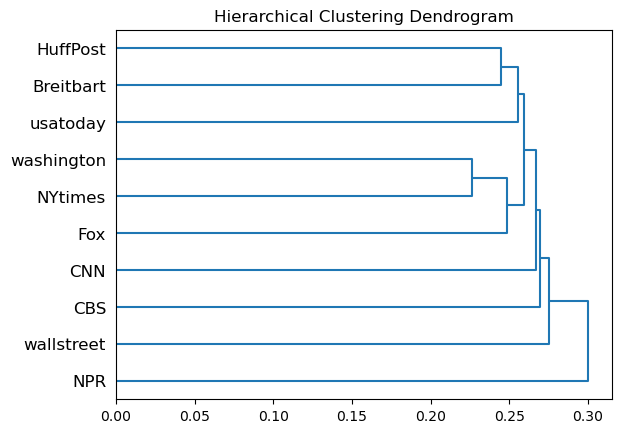 Hierarchical Clustering Dendrogram
HuffPost
Breitbart
usatoday
washington
NYtimes
Fox
CNN
CBS
wallstreet
NPR
0.00 0.05 0.10 0.15 0.20 0.25 0.30